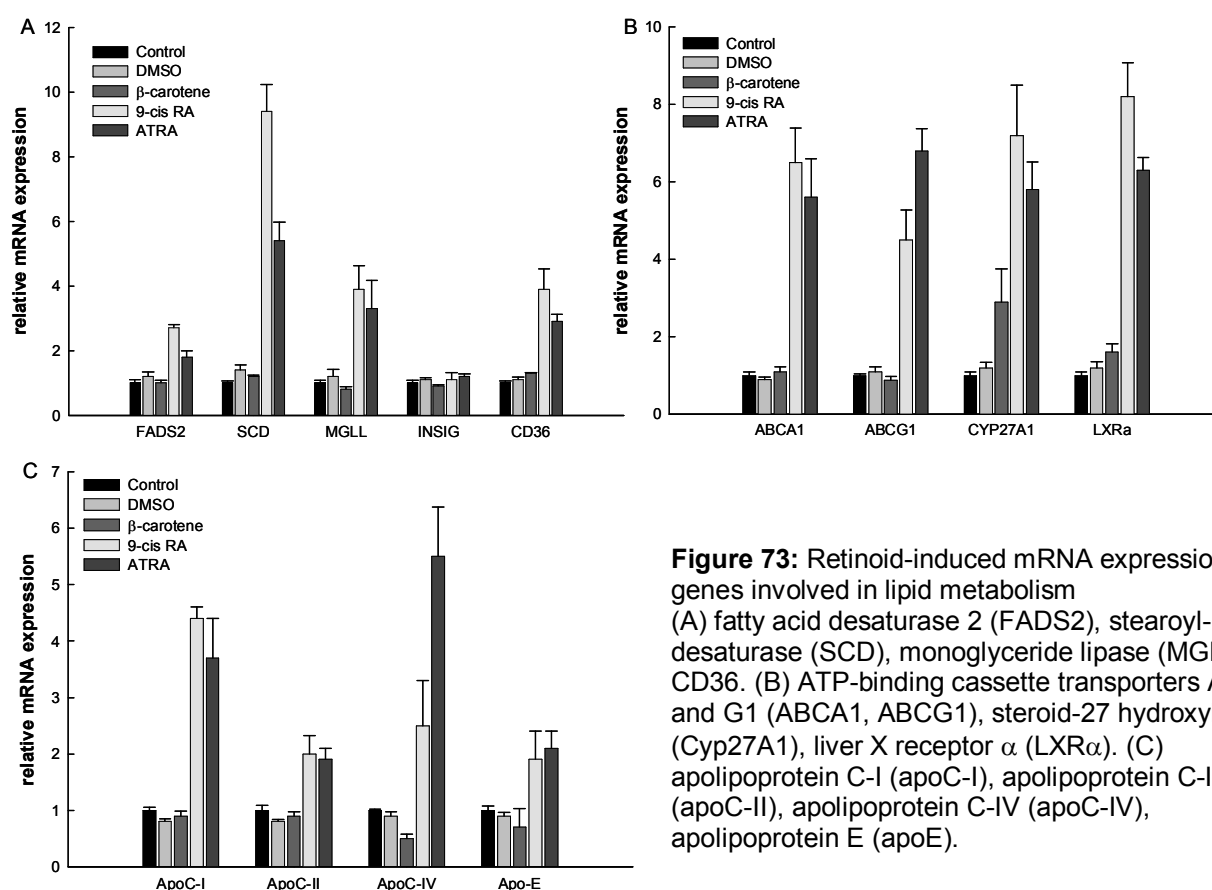 A
12
10
8
6
4
2
0
relative mRNA expression
Control
DMSO
β-carotene
9-cis RA
ATRA
FADS2 SCD MGLL INSIG CD36
B
10
8
6
4
2
0
relative mRNA expression
Control
DMSO
β-carotene
9-cis RA
ATRA
ABCA1 ABCG1 CYP27A1 LXRa
C
7
6
5
4
3
2
1
0
relative mRNA expression
Control
DMSO
β-carotene
9-cis RA
ATRA
ApoC-I ApoC-II ApoC-IV Apo-E
Figure 73: Retinoid-induced mRNA expressio
genes involved in lipid metabolism
(A) fatty acid desaturase 2 (FADS2), stearoyl-
desaturase (SCD), monoglyceride lipase (MG
CD36. (B) ATP-binding cassette transporters A
and G1 (ABCA1, ABCG1), steroid-27 hydroxy
(Cyp27A1), liver X receptor α (LXRα). (C)
apolipoprotein C-I (apoC-I), apolipoprotein C-I
(apoC-II), apolipoprotein C-IV (apoC-IV),
apolipoprotein E (apoE).